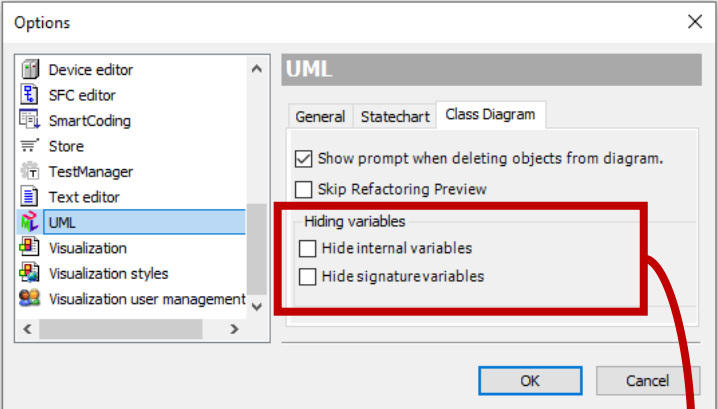 Options
Device editor
SFC editor
SmartCoding
Store
TestManager
Text editor
UML
Visualization
Visualization styles
Visualization user management
UML
General Statechart Class Diagram
Show prompt when deleting objects from diagram.
Skip Refactoring Preview
Hiding variables
Hide internal variables
Hide signature variables
OK Cancel